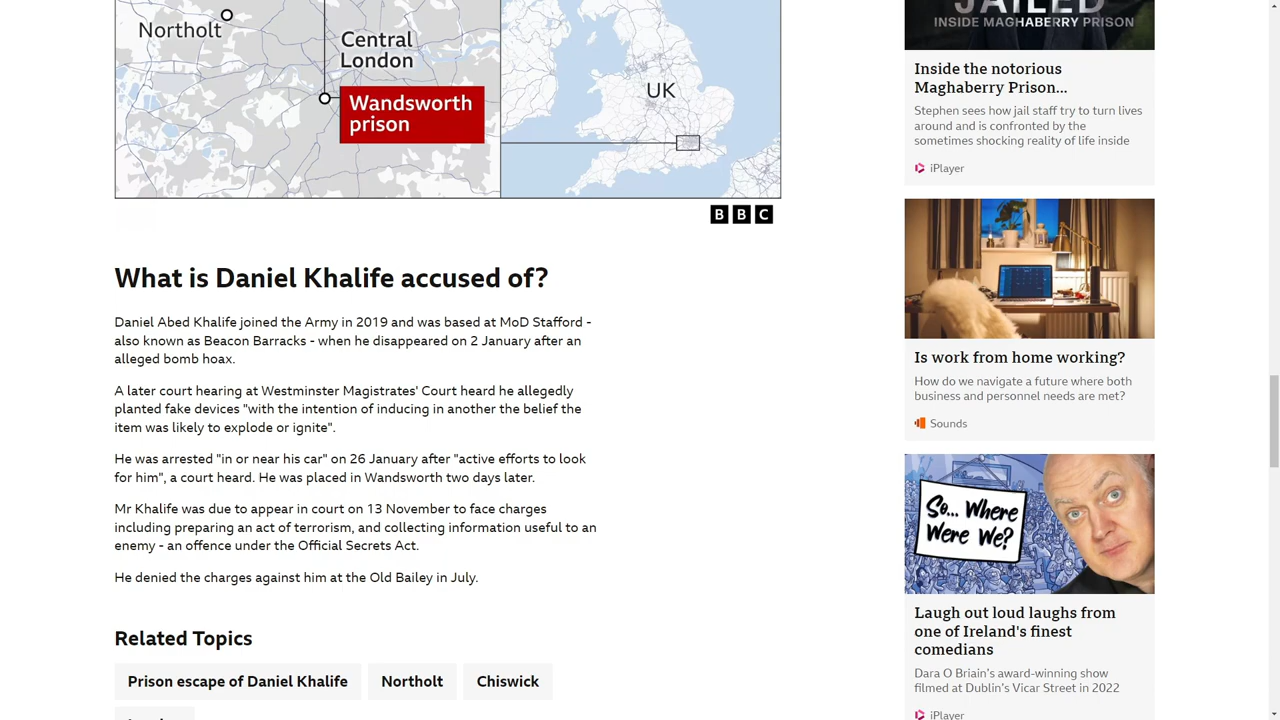 Northolt
Central
London
Wandsworth
prison
UK
BBC
What is Daniel Khalife accused of?
Daniel Abed Khalife joined the Army in 2019 and was based at MoD Stafford -
also known as Beacon Barracks - when he disappeared on 2 January after an
alleged bomb hoax.
A later court hearing at Westminster Magistrates' Court heard he allegedly
planted fake devices "with the intention of inducing in another the belief the
item was likely to explode or ignite".
He was arrested "in or near his car" on 26 January after "active efforts to look
for him", a court heard. He was placed in Wandsworth two days later.
Mr Khalife was due to appear in court on 13 November to face charges
including preparing an act of terrorism, and collecting information useful to an
enemy - an offence under the Official Secrets Act.
He denied the charges against him at the Old Bailey in July.
Related Topics
Prison escape of Daniel Khalife
Northolt
Chiswick
JAILED
INSIDE MAGHABERRY PRISON
Inside the notorious
Maghaberry Prison...
Stephen sees how jail staff try to turn lives
around and is confronted by the
sometimes shocking reality of life inside
iPlayer
Is work from home working?
How do we navigate a future where both
business and personnel needs are met?
Sounds
So... Where
Were We?
Laugh out loud laughs from
one of Ireland's finest
comedians
Dara O Briain's award-winning show
filmed at Dublin's Vicar Street in 2022
iPlayer